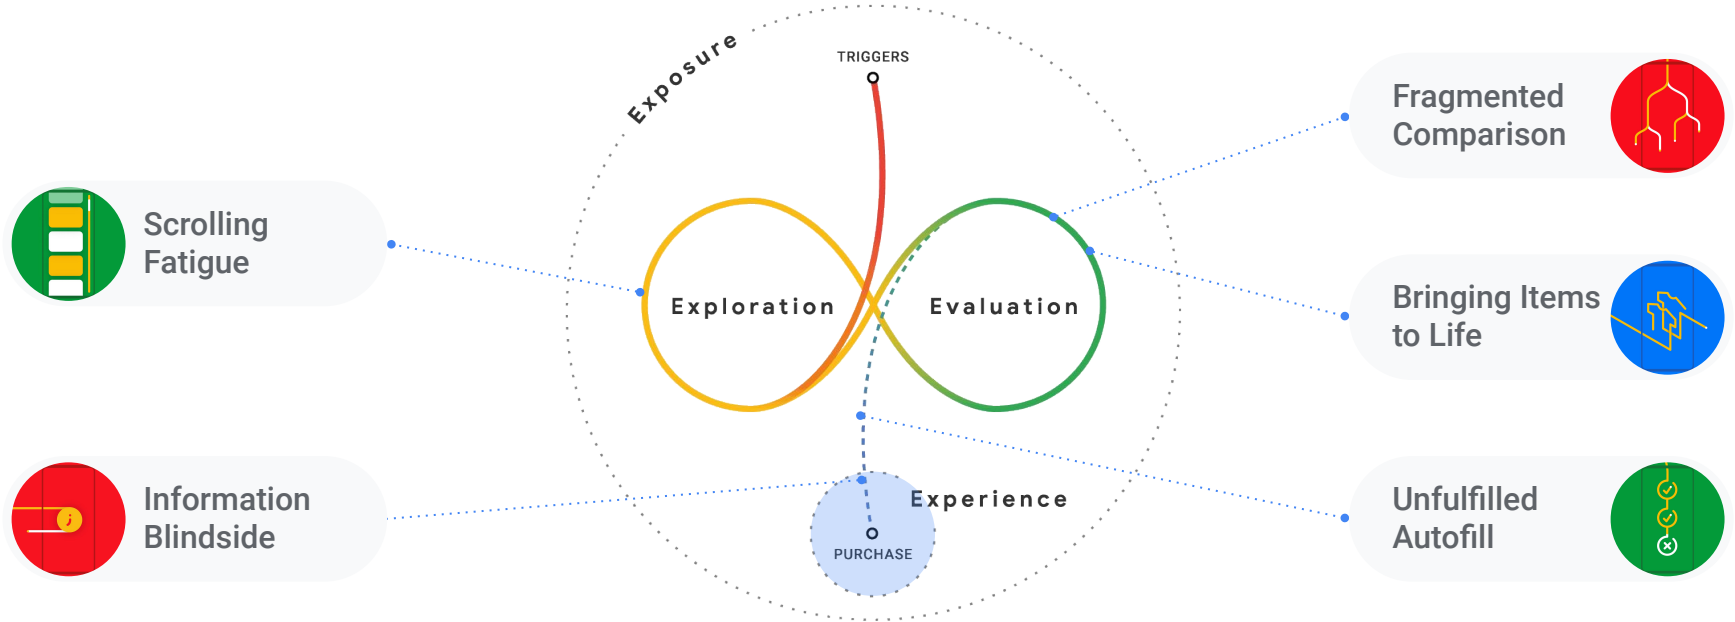 Exposure
TRIGGERS
Fragmented
Comparison
Scrolling
Fatigue
Exploration
Evaluation
Bringing Items
to Life
Information
Blindside
Experience
PURCHASE
Unfulfilled
Autofill